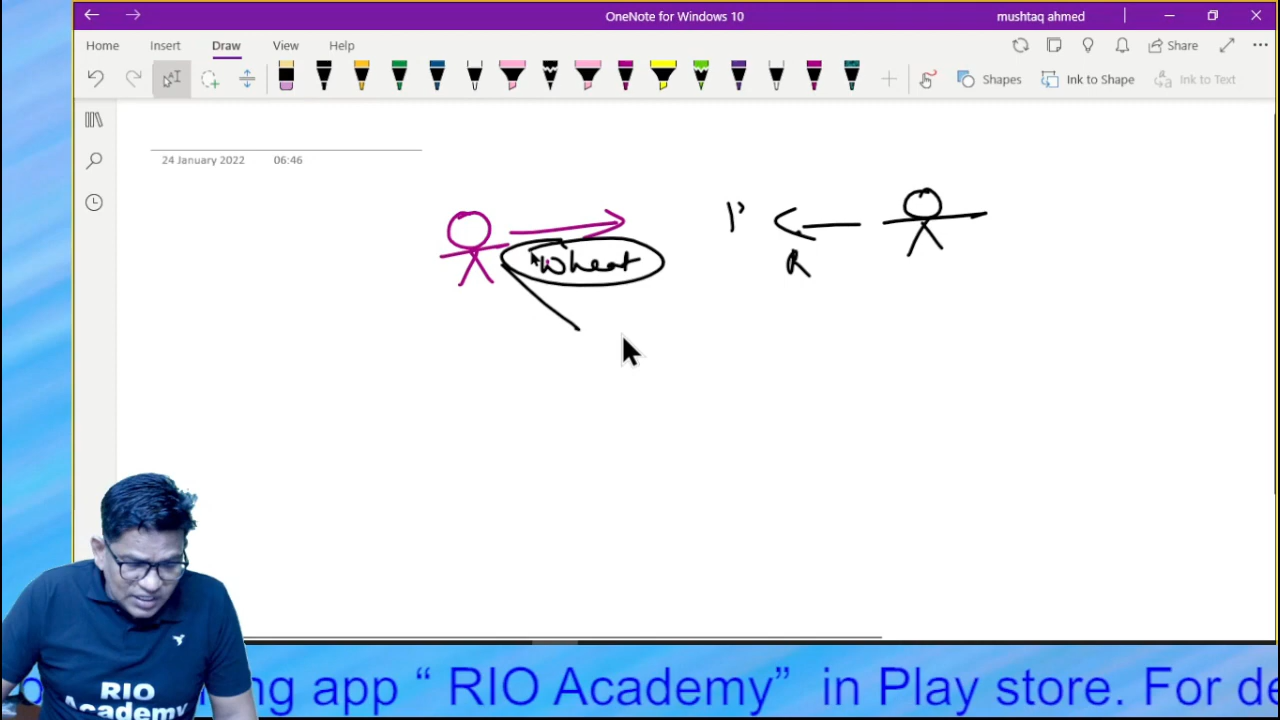 OneNote for Windows 10
mushtaq ahmed
Home Insert Draw View Help
Share
Shapes Ink to Shape Ink to Text
24 January 2022 06:46
Wheat
R
RIO
Academy
ng app “ RIO Academy” in Play store. For de